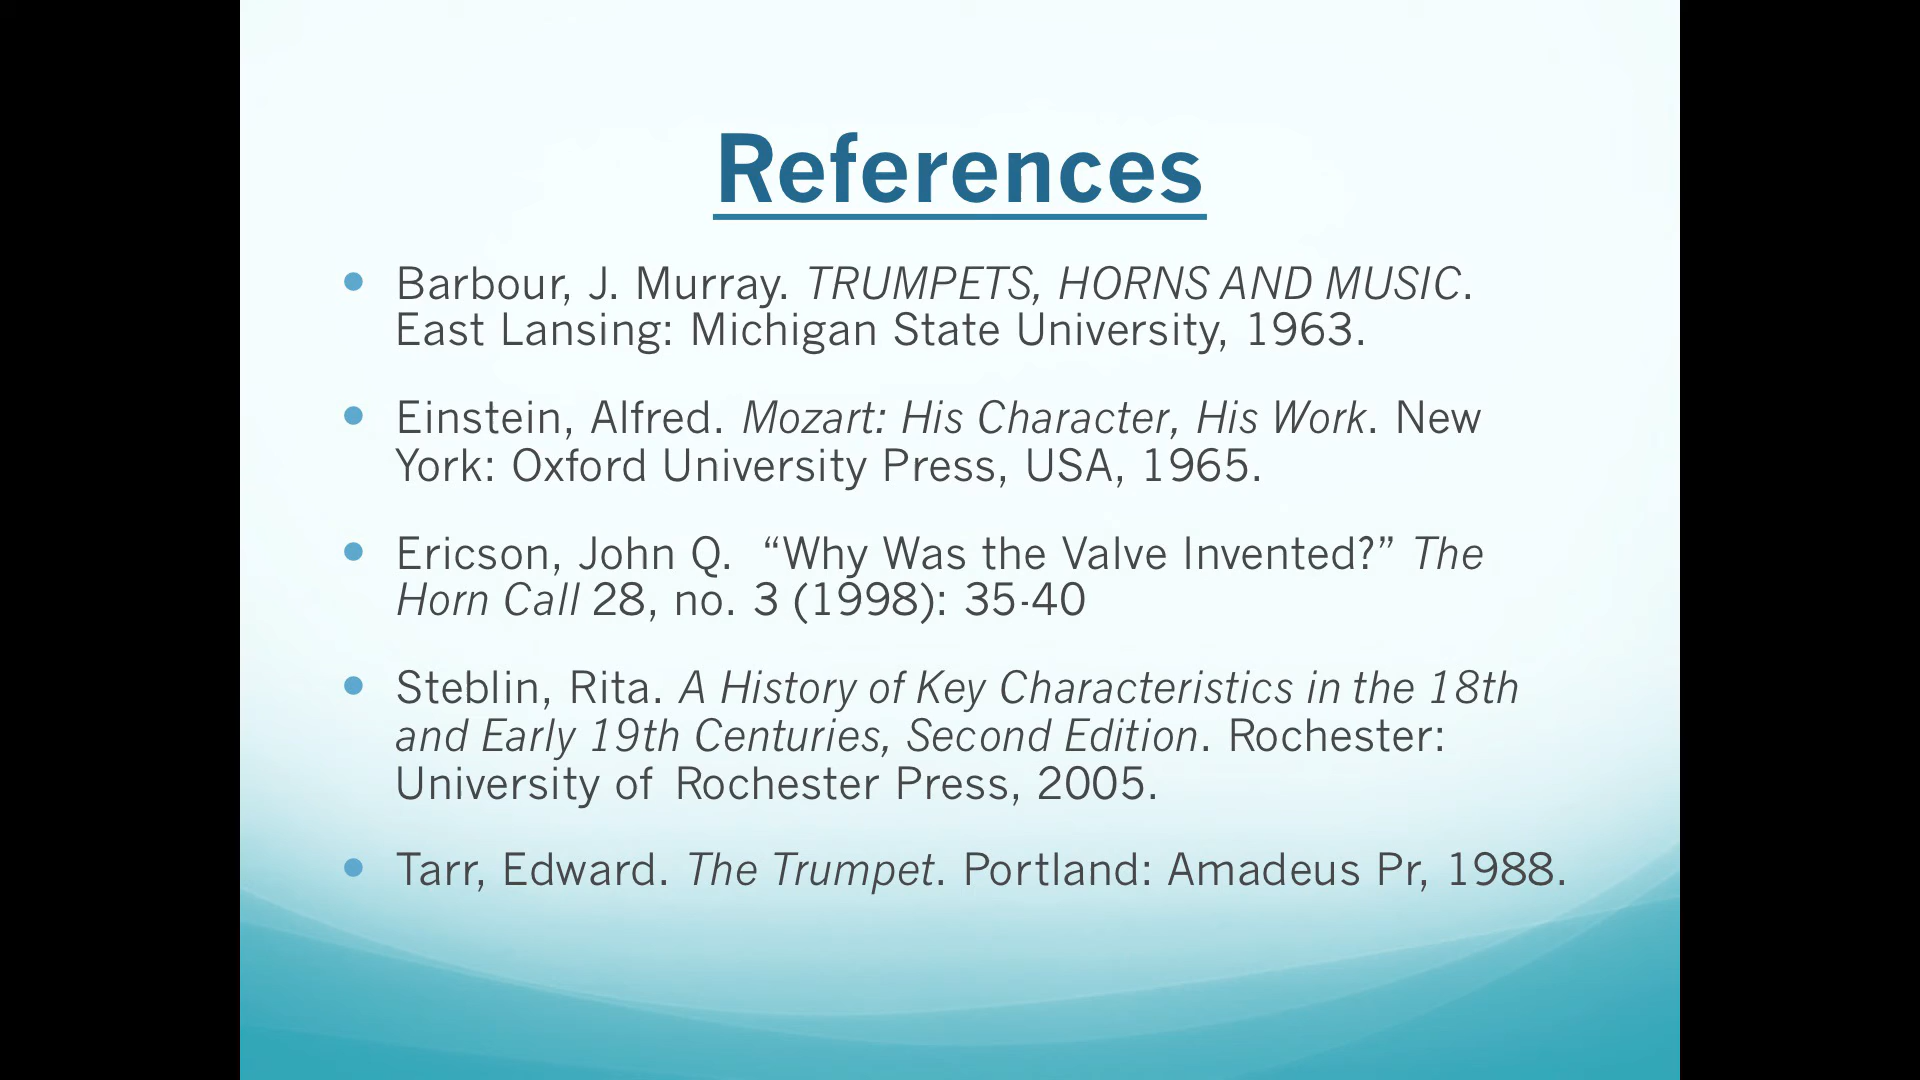 References
Barbour, J. Murray. TRUMPETS, HORNS AND MUSIC.
East Lansing: Michigan State University, 1963.
Einstein, Alfred. Mozart: His Character, His Work. New
York: Oxford University Press, USA, 1965.
Ericson, John Q.  “Why Was the Valve Invented?” The
Horn Call 28, no. 3 (1998): 35-40
Steblin, Rita. A History of Key Characteristics in the 18th
and Early 19th Centuries, Second Edition. Rochester:
University of Rochester Press, 2005.
Tarr, Edward. The Trumpet. Portland: Amadeus Pr, 1988.